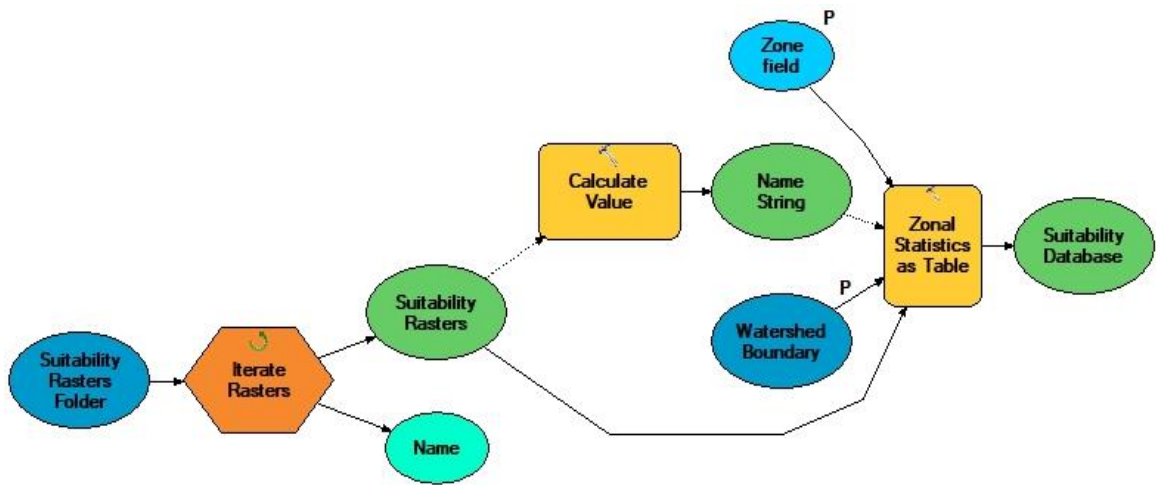 P
Zone
field
Calculate
Value
Name
String
Zonal
Statistics
as Table
Suitability
Database
Suitability
Rasters
P
Watershed
Boundary
Suitability
Rasters
Folder
Iterate
Rasters
Name